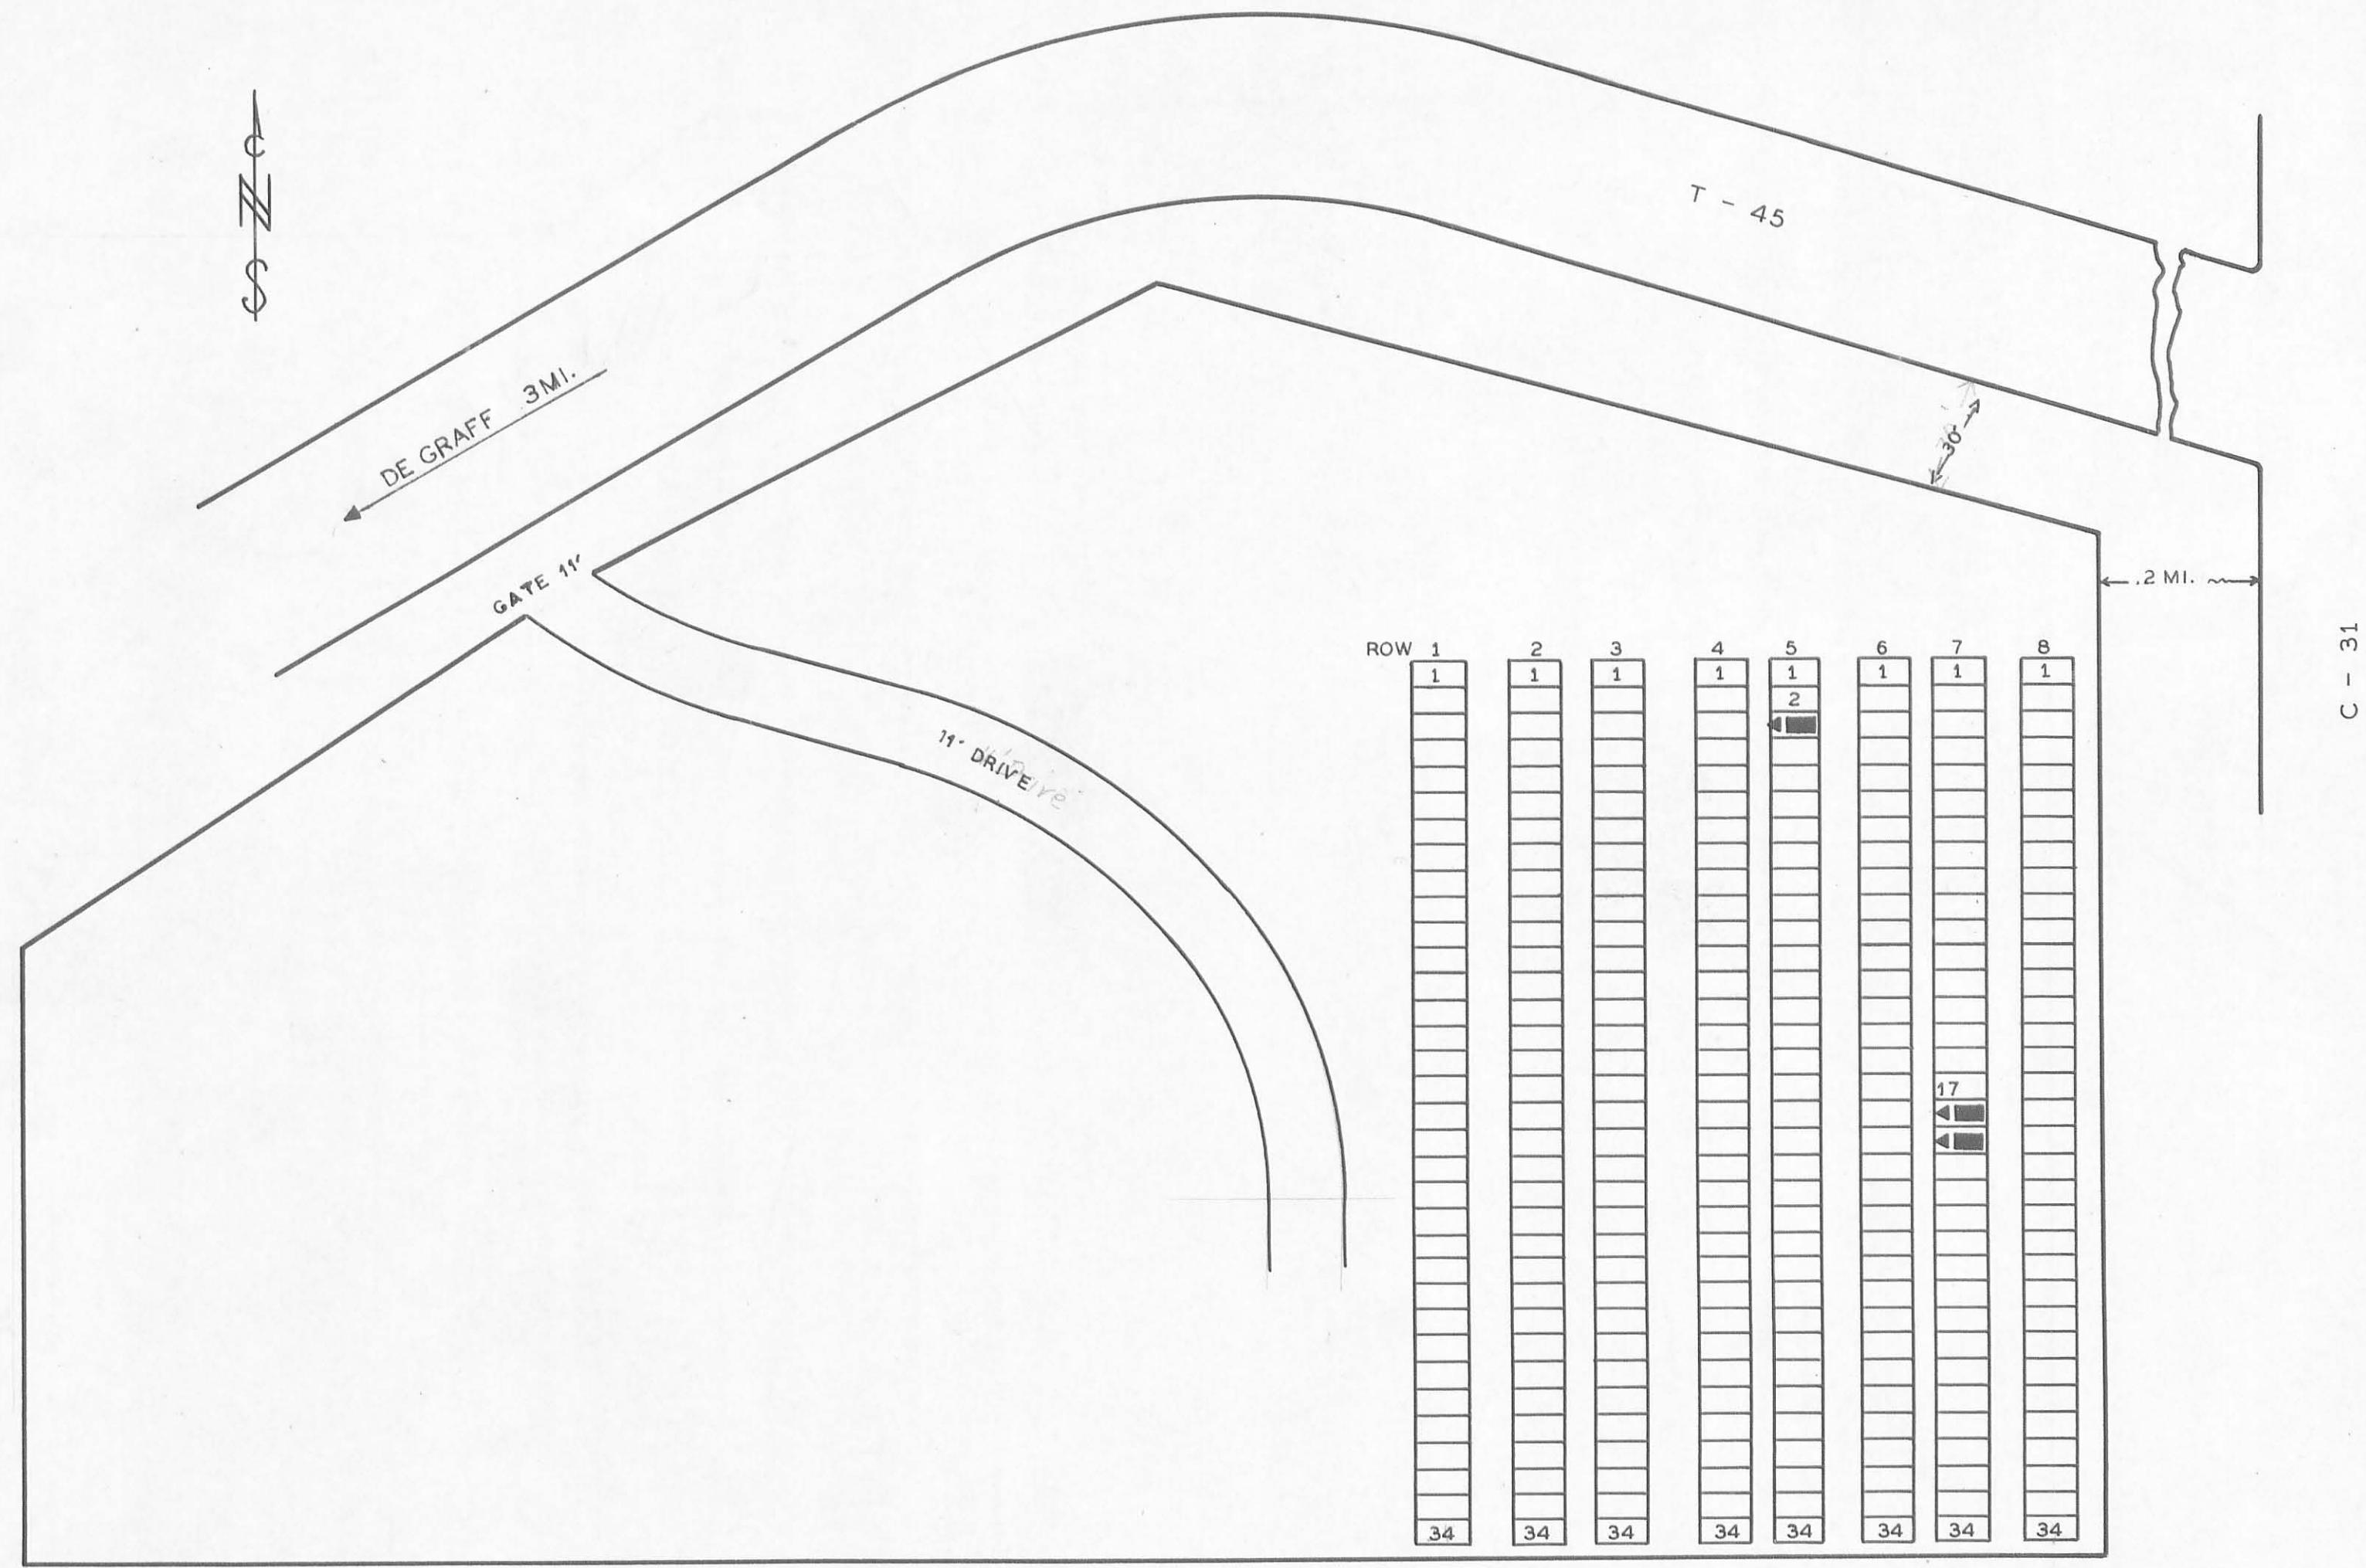 N
S
T - 45
DE GRAFF 3MI.
30'
GATE 11'
.2 MI.
C - 31
ROW 1 2 3 4 5 6 7 8
1 1 1 1 1 1 1 1
2
11' DRIVE
17
34 34 34 34 34 34 34 34